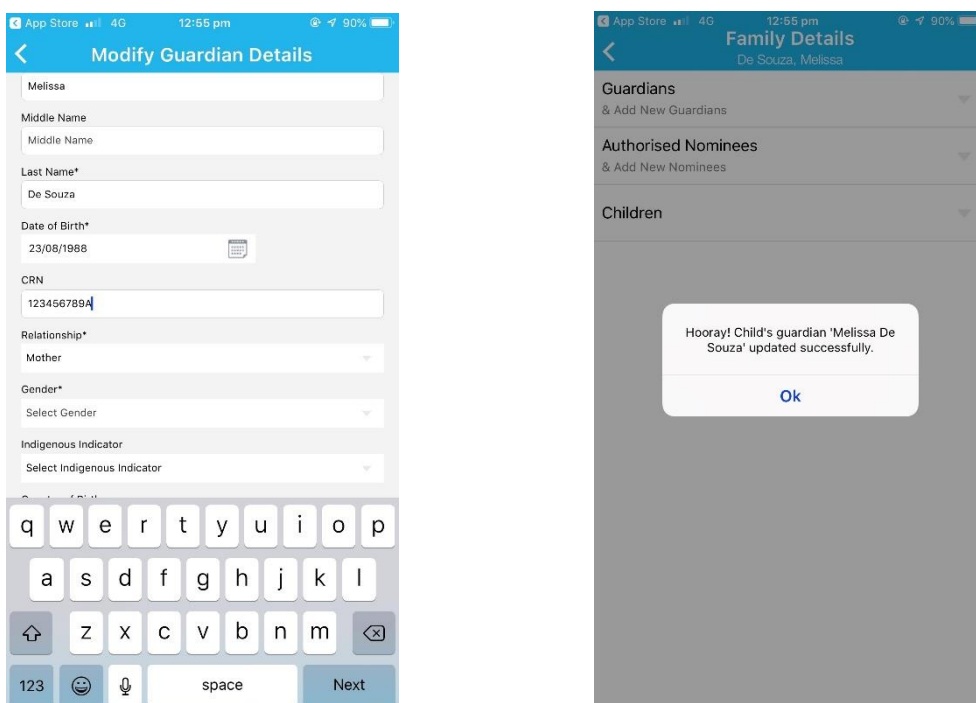 App Store 4G 12:55 pm 90%
Modify Guardian Details
Melissa
Middle Name
Middle Name
Last Name*
De Souza
Date of Birth*
23/08/1988
CRN
123456789A
Relationship*
Mother
Gender*
Select Gender
Indigenous Indicator
Select Indigenous Indicator
q w e r t y u i o p
a s d f g h j k l
z x c v b n m
123 space Next
App Store 4G 12:55 pm 90%
Family Details
De Souza, Melissa
Guardians
& Add New Guardians
Authorised Nominees
& Add New Nominees
Children
Hooray! Child's guardian 'Melissa De
Souza' updated successfully.
Ok